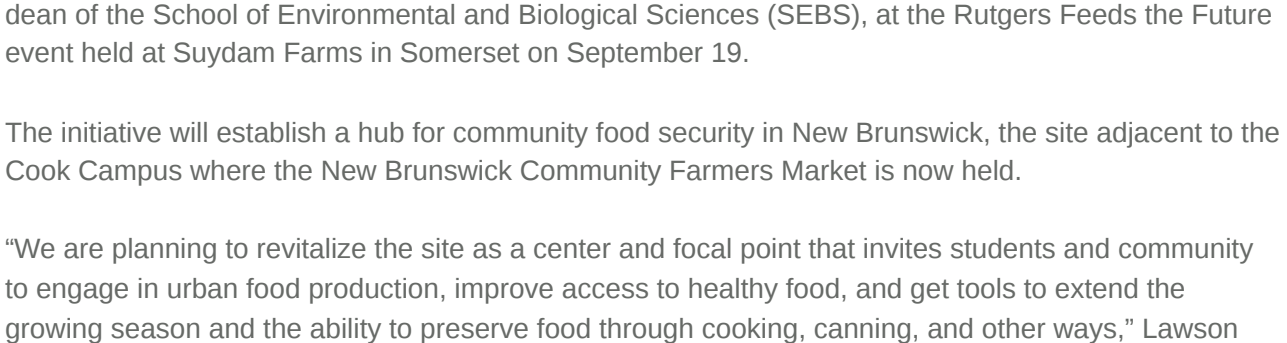 dean of the School of Environmental and Biological Sciences (SEBS), at the Rutgers Feeds the Future
event held at Suydam Farms in Somerset on September 19.
The initiative will establish a hub for community food security in New Brunswick, the site adjacent to the
Cook Campus where the New Brunswick Community Farmers Market is now held.
“We are planning to revitalize the site as a center and focal point that invites students and community
to engage in urban food production, improve access to healthy food, and get tools to extend the
growing season and the ability to preserve food through cooking, canning, and other ways,” Lawson